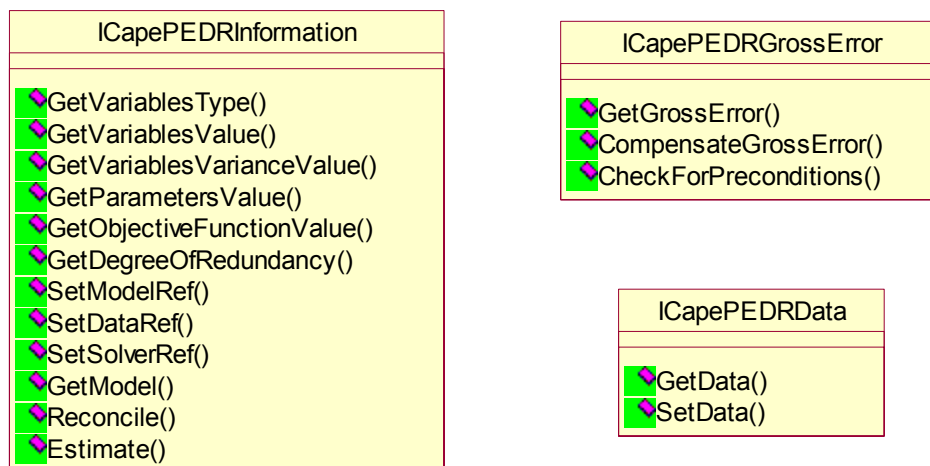 ICapePEDRInformation
GetVariablesType()
GetVariablesValue()
GetVariablesVarianceValue()
GetParametersValue()
GetObjectiveFunctionValue()
GetDegreeOfRedundancy()
SetModelRef()
SetDataRef()
SetSolverRef()
GetModel()
Reconcile()
Estimate()
ICapePEDRGrossError
GetGrossError()
CompensateGrossError()
CheckForPreconditions()
ICapePEDRData
GetData()
SetData()